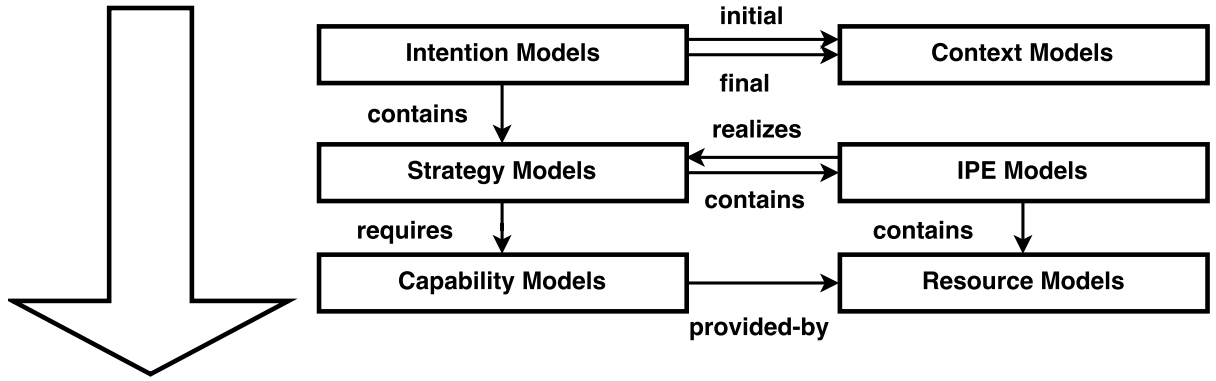 initial
Intention Models
Context Models
final
contains
realizes
Strategy Models
IPE Models
contains
requires
contains
Capability Models
Resource Models
provided-by